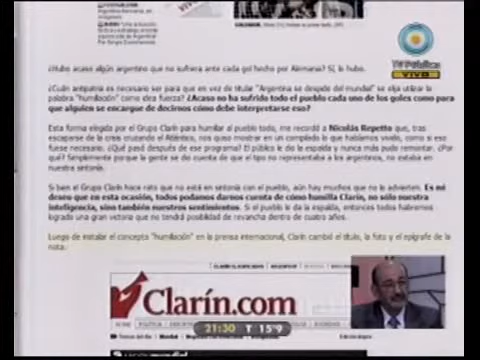 TV Pública
VIVO
¿Hubo acaso algún argentino que no sufriera ante cada gol hecho por Alemania? Sí, lo hubo.
¿Cuán antipatria es necesario ser para que en vez de titular "Argentina se despide del mundial" se elija utilizar la
palabra "humillación" como idea fuerza? ¿Acaso no ha sufrido todo el pueblo cada uno de los goles como para
que alguien se encargue de decirnos cómo debe interpretarse eso?
Esta forma elegida por el Grupo Clarín para humillar al pueblo todo, me recordó a Nicolás Repetto que, tras
escaparse de la crisis cruzando el Atlántico, nos quiso mostrar en un compilado lo que habíamos vivido, como si eso
fuese necesario. ¿Qué pasó después de ese programa? El público le dio la espalda y nunca más pudo remontar. ¿Por
qué? Simplemente porque la gente se dio cuenta de que el tipo no representaba a los argentinos, no estaba en
nuestra sintonía.
Si bien el Grupo Clarín hace rato que no está en sintonía con el pueblo, aún hay muchos que no lo advierten. Es mi
deseo que en esta ocasión, todos podamos darnos cuenta de cómo humilla Clarín, no sólo nuestra
inteligencia, sino también nuestros sentimientos. Si el pueblo le da la espalda, entonces todos habremos
logrado una gran victoria que no tendrá posibilidad de revancha dentro de cuatro años.
Luego de instalar el concepto "humillación" en la prensa internacional, Clarín cambió el título, la foto y el epígrafe de la
nota.
CLARÍN CLASIFICADOS
Clarín.com
HOME
POLÍTICA
SOCIEDAD
21:30 T 15°9
Temas del día
Mundial